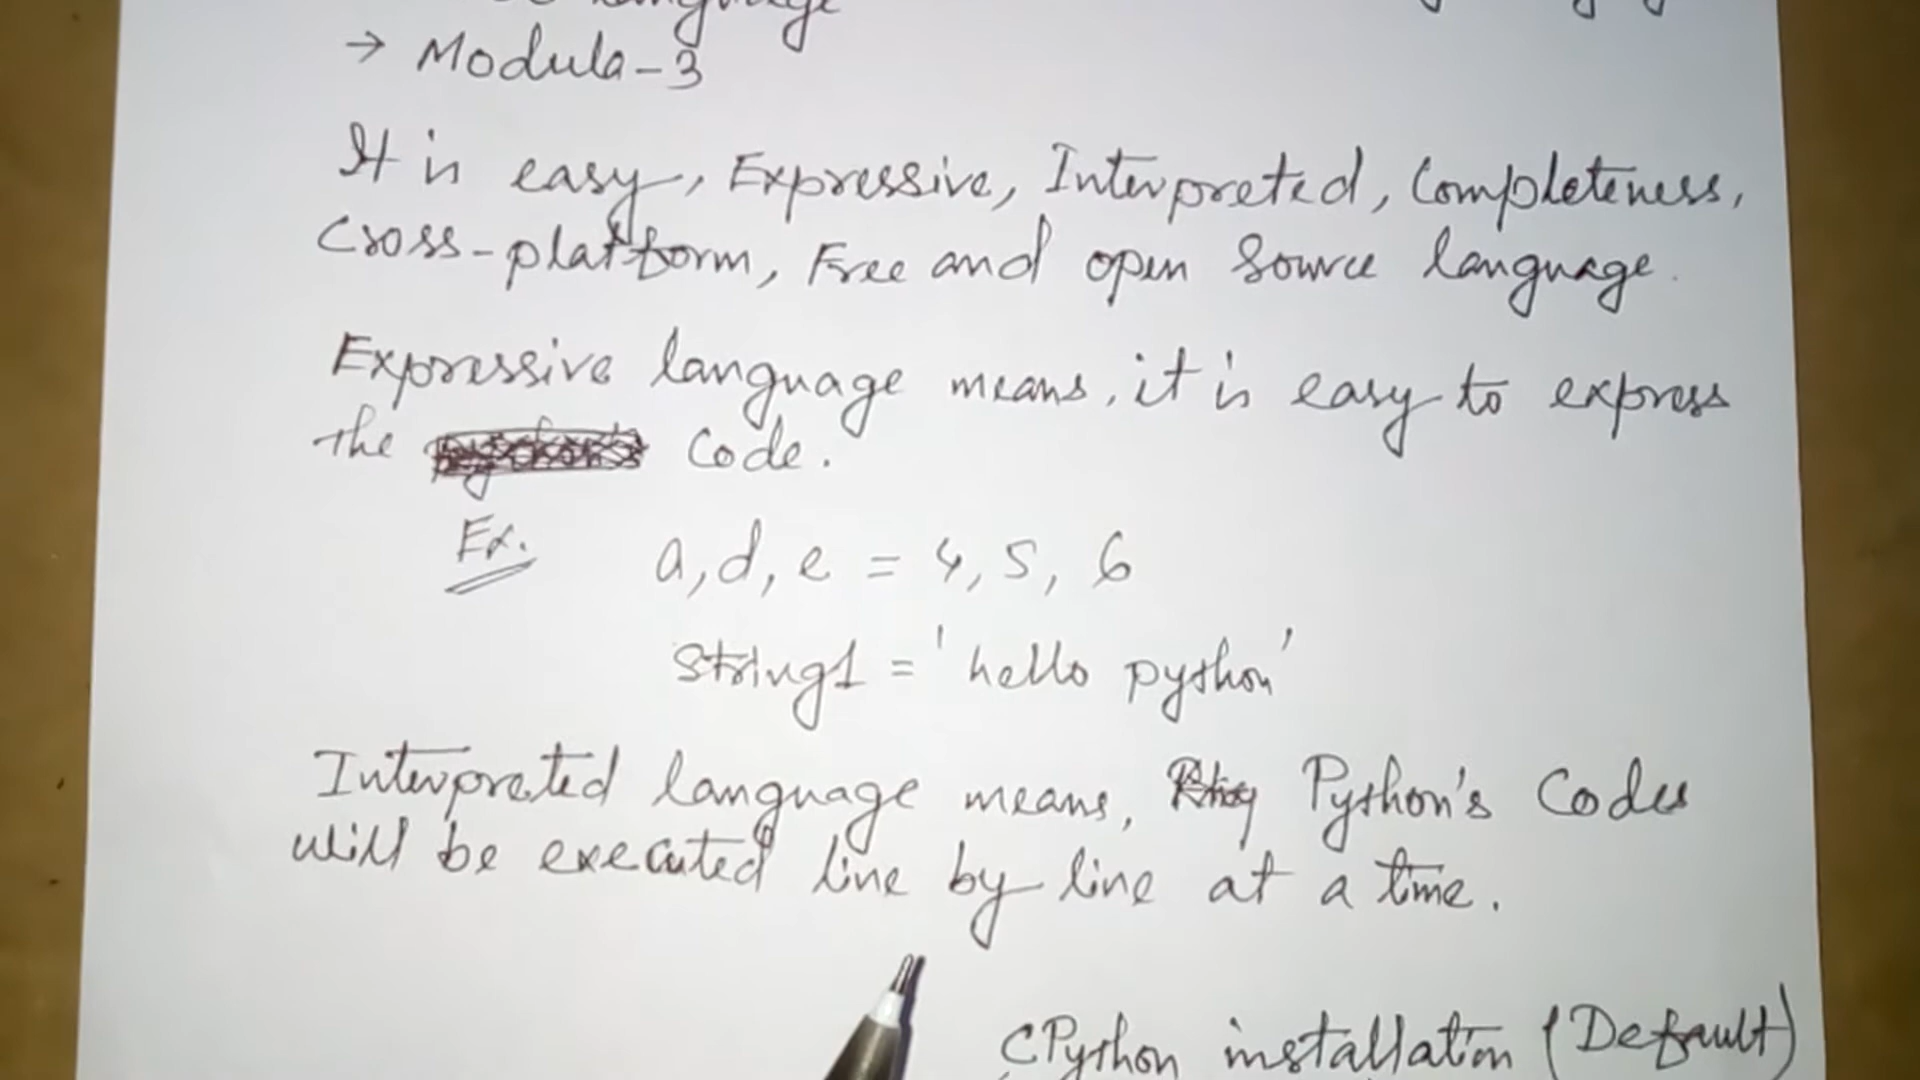 language
→ Modula-3
It is easy, Expressive, Interpreted, Completeness,
Cross-platform, Free and open Source language.
Expressive language means, it is easy to express
the Code.
Ex. a, d, e = 4, 5, 6
String1 = 'hello python'
Interprated language means, Python's Codes
will be executed line by line at a time.
CPython installation (Default)